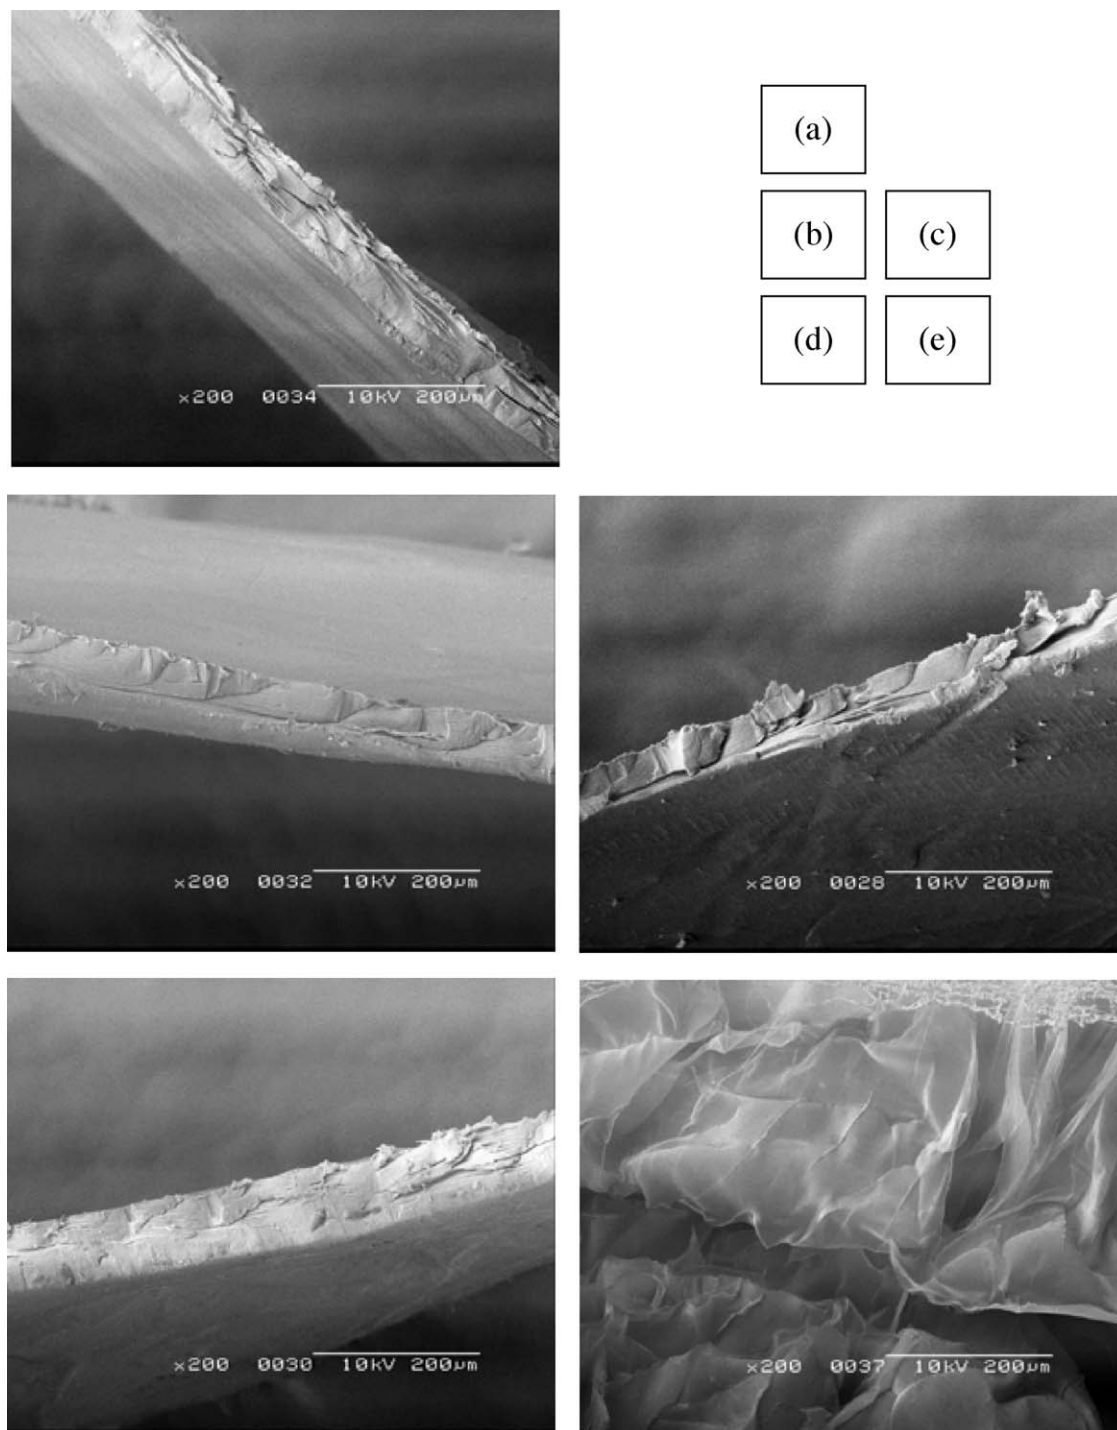 (a)
(b) (c)
(d) (e)
×200 0034 10kV 200μm
×200 0032 10kV 200μm
×200 0028 10kV 200μm
×200 0030 10kV 200μm
×200 0037 10kV 200μm